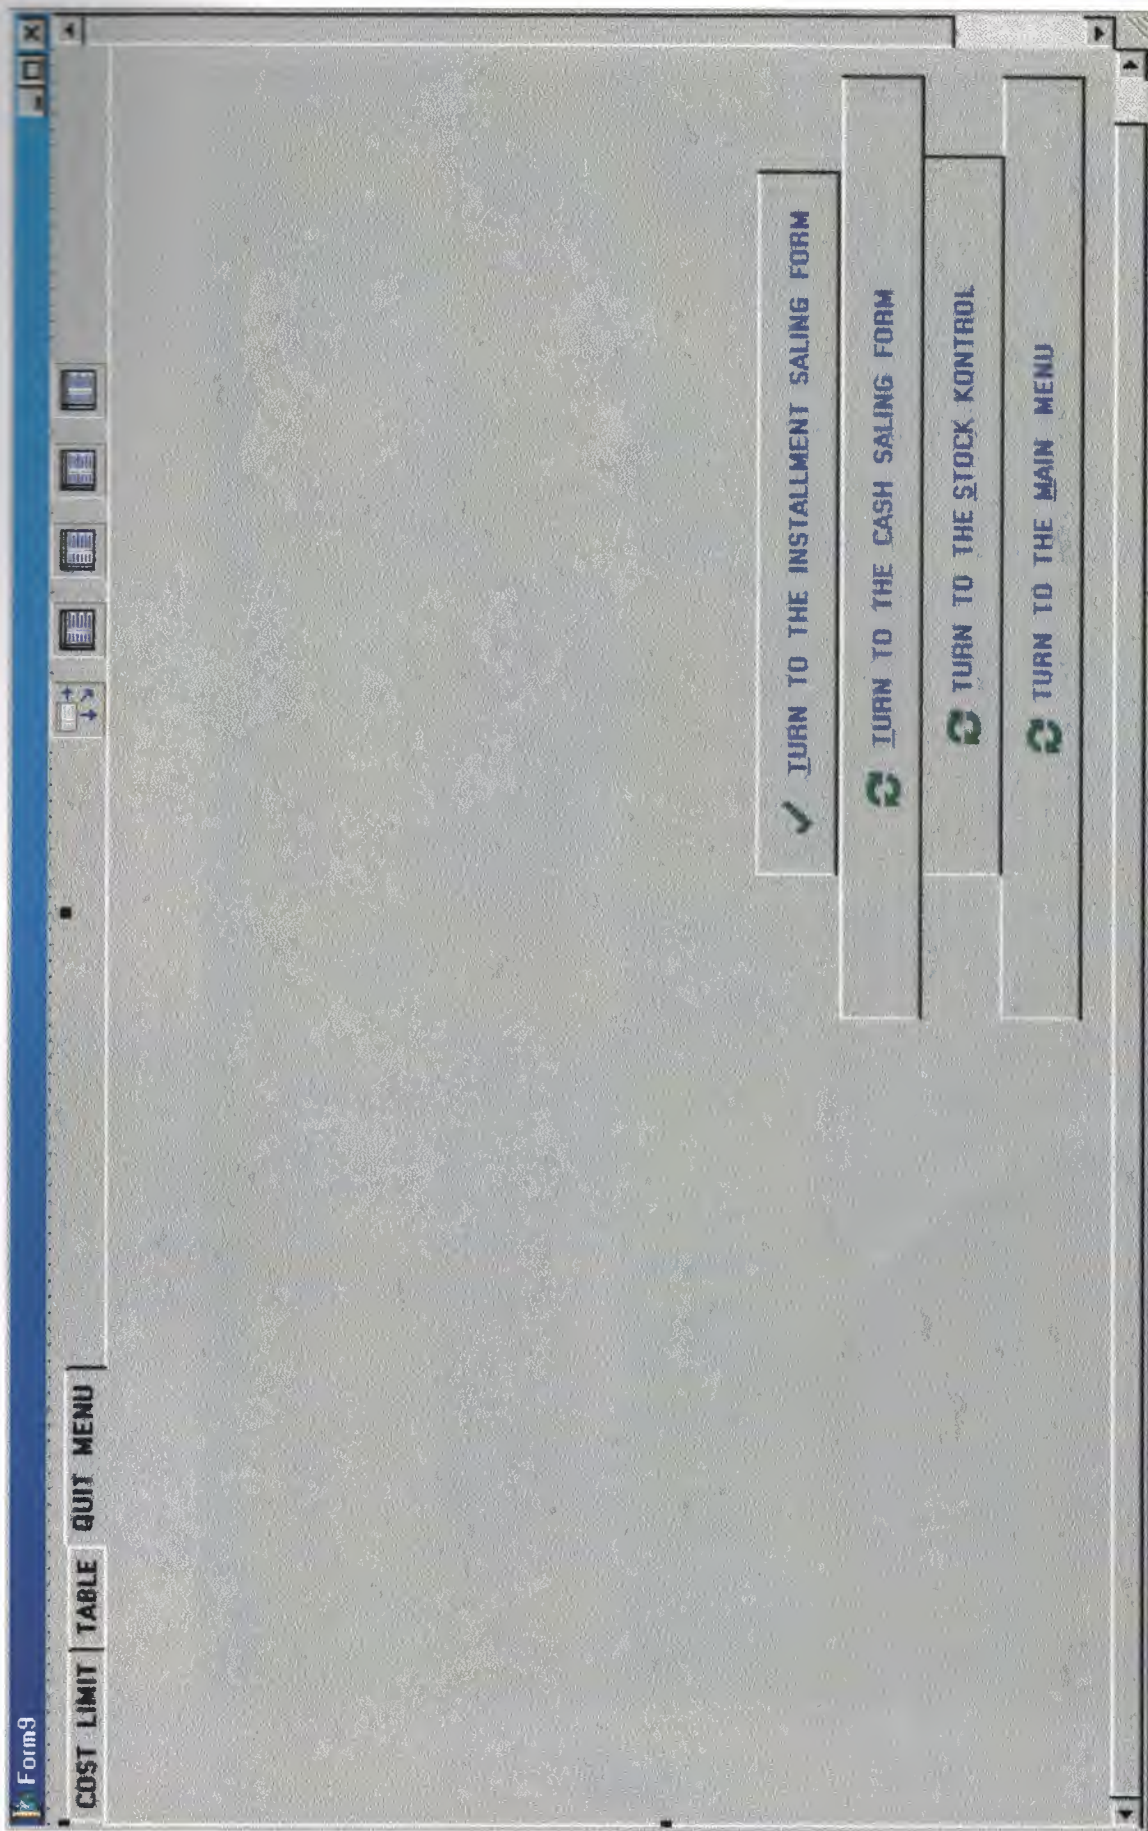 Form9
COST LIMIT TABLE QUIT MENU
TURN TO THE INSTALLMENT SALING FORM
TURN TO THE CASH SALING FORM
TURN TO THE STOCK KONTROL
TURN TO THE MAIN MENU